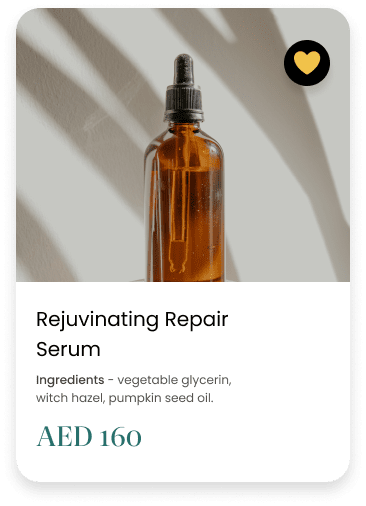 Rejuvinating Repair
Serum
Ingredients - vegetable glycerin,
witch hazel, pumpkin seed oil.
AED 160